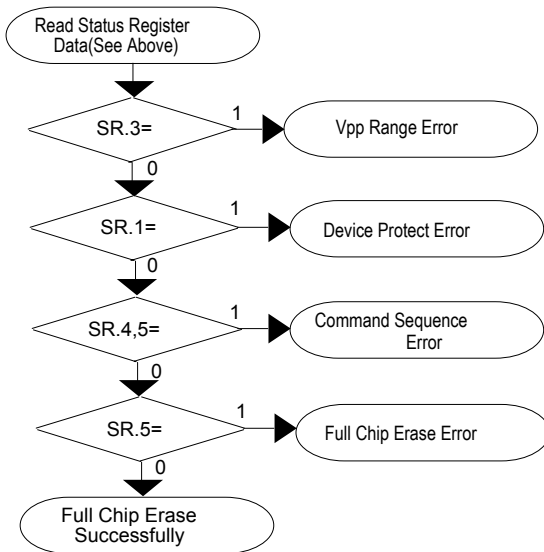 Read Status Register
Data(See Above)
SR.3=
1
Vpp Range Error
0
SR.1=
1
Device Protect Error
0
SR.4,5=
1
Command Sequence
Error
0
SR.5=
1
Full Chip Erase Error
0
Full Chip Erase
Successfully